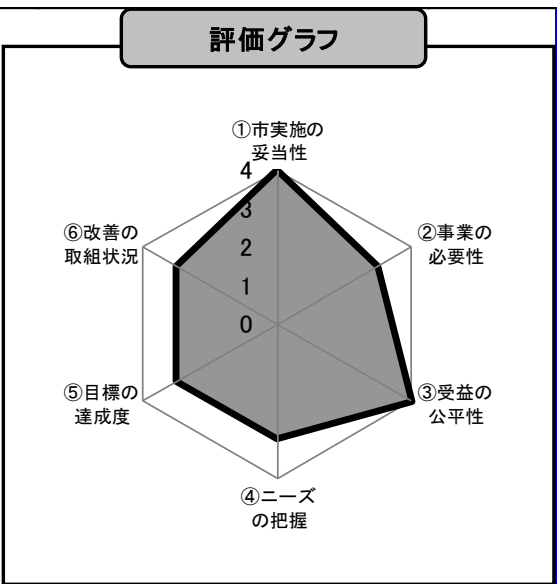 評価グラフ
①市実施の
妥当性
4
3
2
1
0
②事業の
必要性
③受益の
公平性
④ニーズ
の把握
⑤目標の
達成度
⑥改善の
取組状況